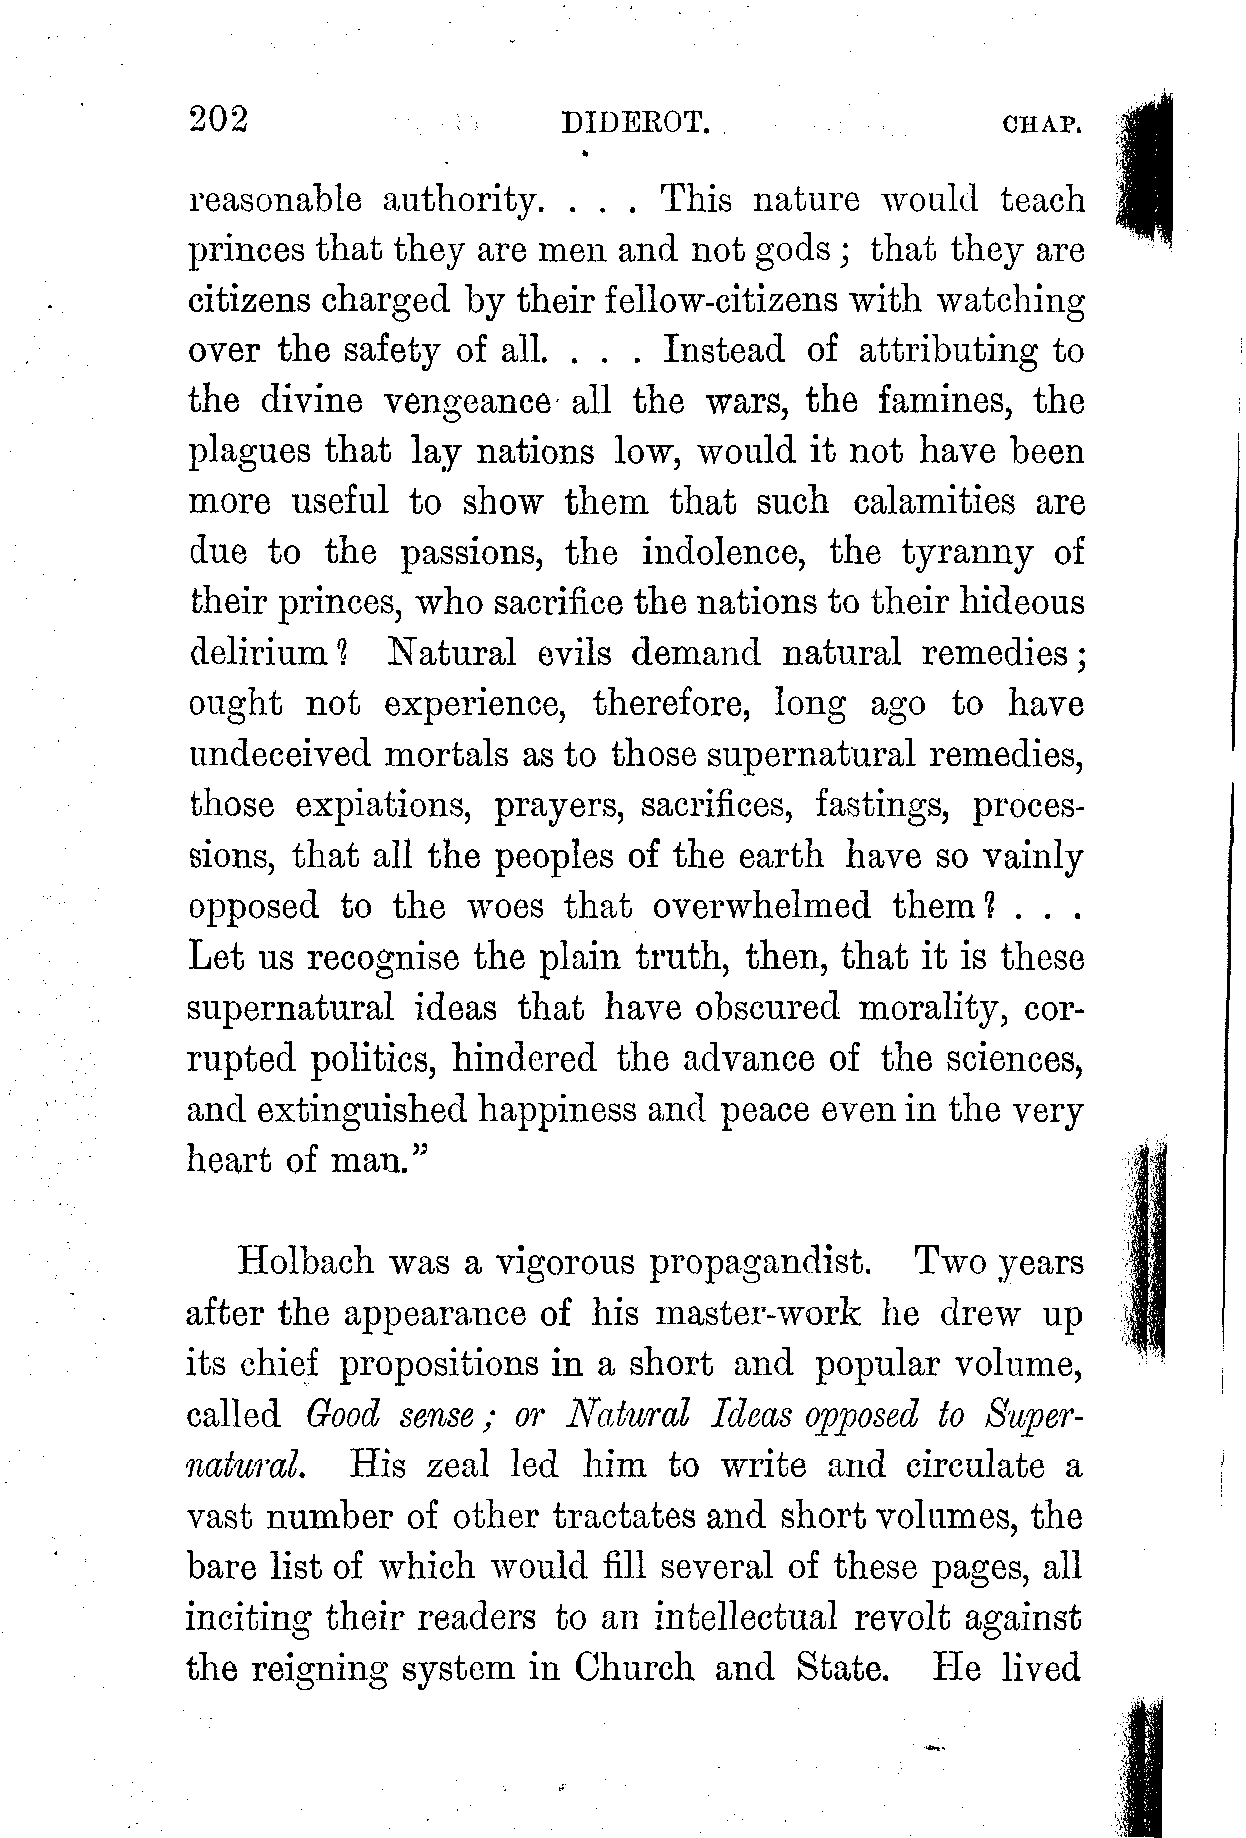 202 DIDEROT. CHAP.
reasonable authority. . . . This nature would teach
princes that they are men and not gods ; that they are
citizens charged by their fellow-citizens with watching
over the safety of all. . . . Instead of attributing to
the divine vengeance all the wars, the famines, the
plagues that lay nations low, would it not have been
more useful to show them that such calamities are
due to the passions, the indolence, the tyranny of
their princes, who sacrifice the nations to their hideous
delirium ? Natural evils demand natural remedies ;
ought not experience, therefore, long ago to have
undeceived mortals as to those supernatural remedies,
those expiations, prayers, sacrifices, fastings, proces-
sions, that all the peoples of the earth have so vainly
opposed to the woes that overwhelmed them ? . . .
Let us recognise the plain truth, then, that it is these
supernatural ideas that have obscured morality, cor-
rupted politics, hindered the advance of the sciences,
and extinguished happiness and peace even in the very
heart of man.”
Holbach was a vigorous propagandist. Two years
after the appearance of his master-work he drew up
its chief propositions in a short and popular volume,
called Good sense ; or Natural Ideas opposed to Super-
natural. His zeal led him to write and circulate a
vast number of other tractates and short volumes, the
bare list of which would fill several of these pages, all
inciting their readers to an intellectual revolt against
the reigning system in Church and State. He lived